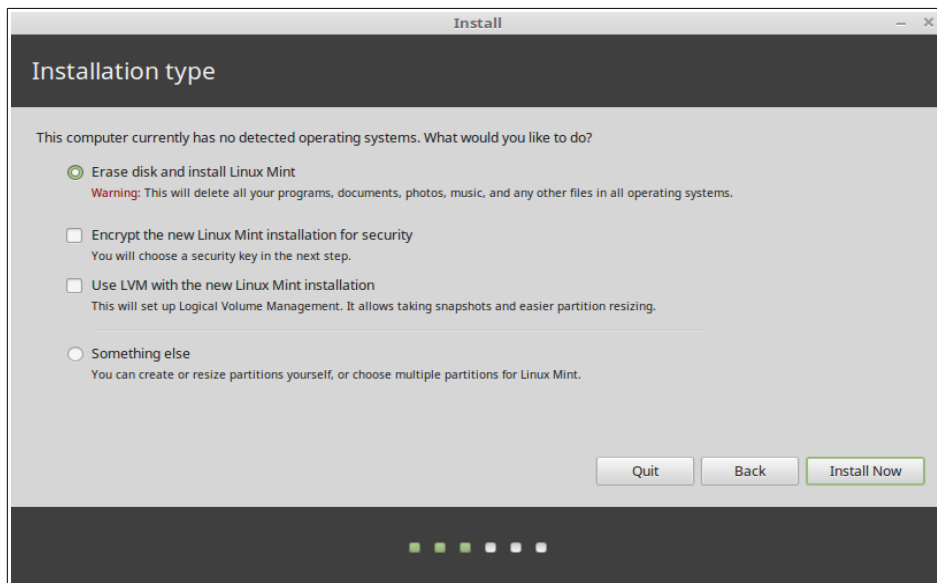 Install
Installation type
This computer currently has no detected operating systems. What would you like to do?
Erase disk and install Linux Mint
Warning: This will delete all your programs, documents, photos, music, and any other files in all operating systems.
Encrypt the new Linux Mint installation for security
You will choose a security key in the next step.
Use LVM with the new Linux Mint installation
This will set up Logical Volume Management. It allows taking snapshots and easier partition resizing.
Something else
You can create or resize partitions yourself, or choose multiple partitions for Linux Mint.
Quit Back Install Now